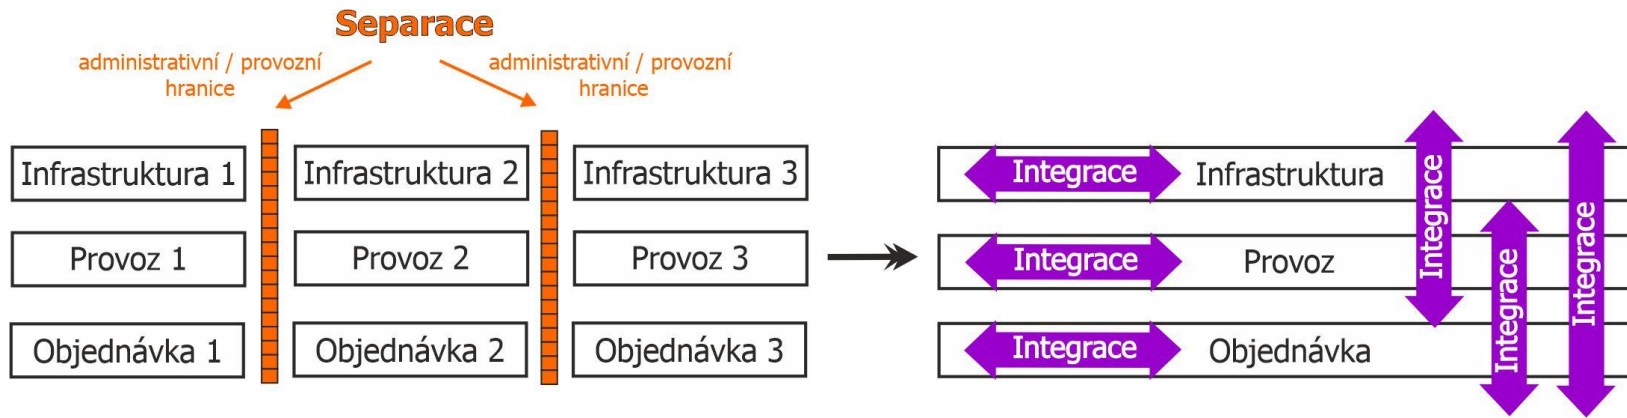 Separace
administrativní / provozní
hranice
administrativní / provozní
hranice
Infrastruktura 1
Infrastruktura 2
Infrastruktura 3
Provoz 1
Provoz 2
Provoz 3
Objednávka 1
Objednávka 2
Objednávka 3
Integrace
Infrastruktura
Integrace
Provoz
Integrace
Objednávka
Integrace
Integrace
Integrace